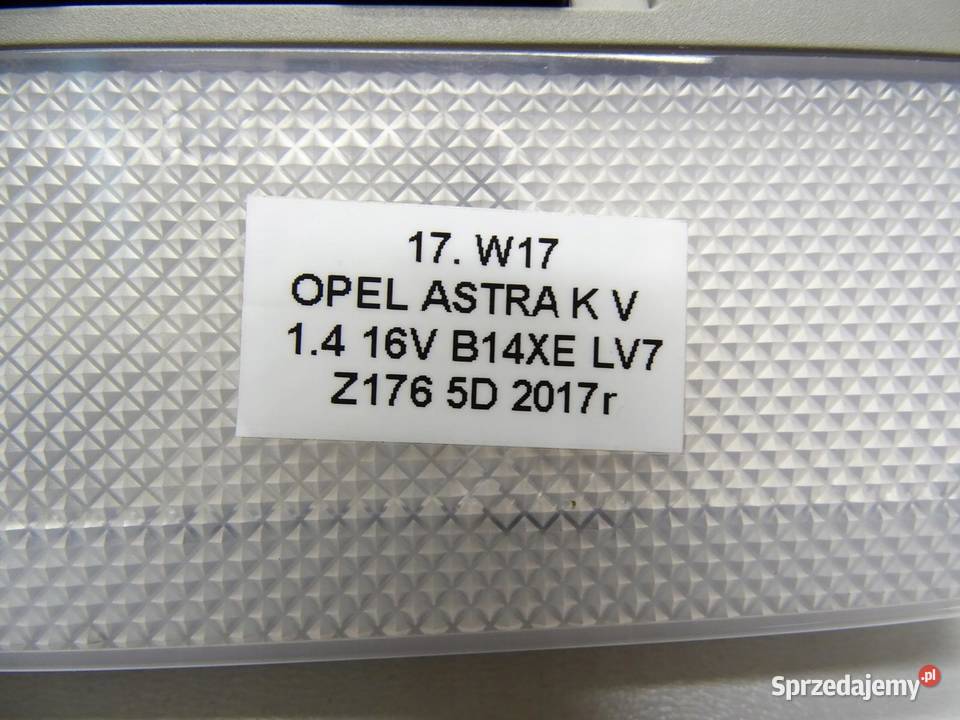 17. W17
OPEL ASTRA K V
1.4 16V B14XE LV7
Z176 5D 2017r
Sprzedajemy.pl